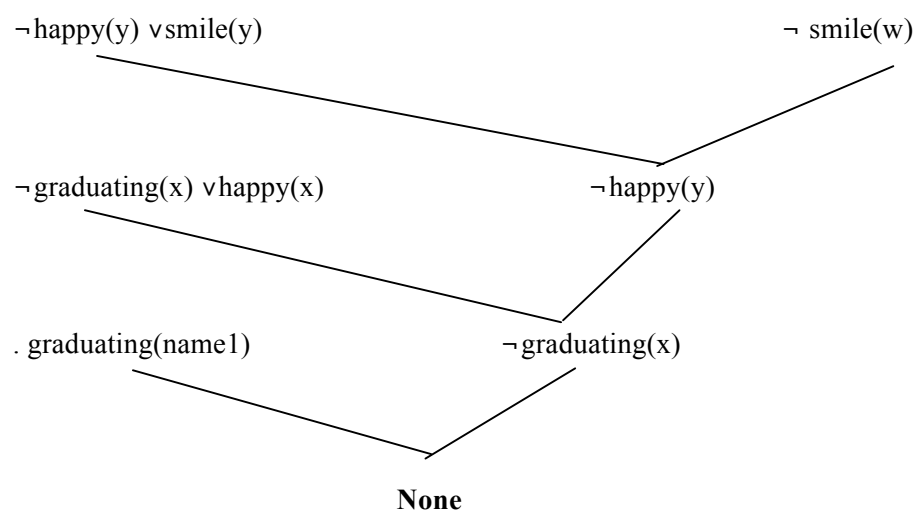 ¬happy(y) ∨smile(y) ¬ smile(w)
¬graduating(x) ∨happy(x) ¬happy(y)
. graduating(name1) ¬graduating(x)
None